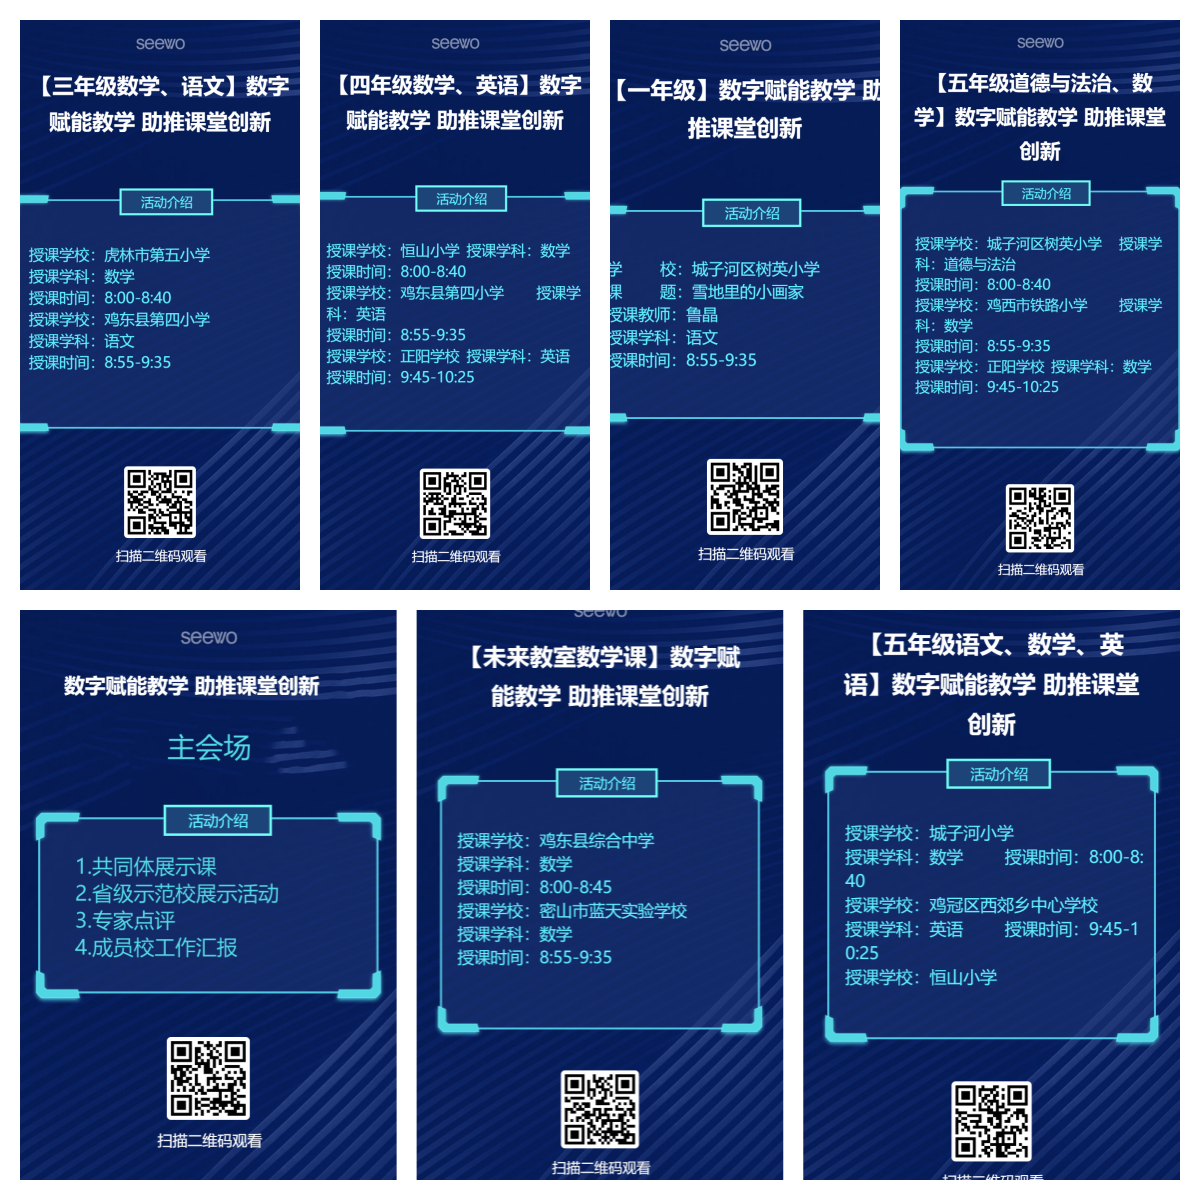 seewo
【三年级数学、语文】数字
赋能教学 助推课堂创新
活动介绍
授课学校：虎林市第五小学
授课学科：数学
授课时间：8:00-8:40
授课学校：鸡东县第四小学
授课学科：语文
授课时间：8:55-9:35
扫描二维码观看
seewo
【四年级数学、英语】数字
赋能教学 助推课堂创新
活动介绍
授课学校：恒山小学 授课学科：数学
授课时间：8:00-8:40
授课学校：鸡东县第四小学 授课学
科：英语
授课时间：8:55-9:35
授课学校：正阳学校 授课学科：英语
授课时间：9:45-10:25
扫描二维码观看
seewo
【一年级】数字赋能教学 助
推课堂创新
活动介绍
学 校：城子河区树英小学
课 题：雪地里的小画家
授课教师：鲁晶
授课学科：语文
授课时间：8:55-9:35
扫描二维码观看
seewo
【五年级道德与法治、数
学】数字赋能教学 助推课堂
创新
活动介绍
授课学校：城子河区树英小学 授课学
科：道德与法治
授课时间：8:00-8:40
授课学校：鸡西市铁路小学 授课学
科：数学
授课时间：8:55-9:35
授课学校：正阳学校 授课学科：数学
授课时间：9:45-10:25
扫描二维码观看
seewo
数字赋能教学 助推课堂创新
主会场
活动介绍
1.共同体展示课
2.省级示范校展示活动
3.专家点评
4.成员校工作汇报
扫描二维码观看
seewo
【未来教室数学课】数字赋
能教学 助推课堂创新
活动介绍
授课学校：鸡东县综合中学
授课学科：数学
授课时间：8:00-8:45
授课学校：密山市蓝天实验学校
授课学科：数学
授课时间：8:55-9:35
扫描二维码观看
【五年级语文、数学、英
语】数字赋能教学 助推课堂
创新
活动介绍
授课学校：城子河小学
授课学科：数学 授课时间：8:00-8:
40
授课学校：鸡冠区西郊乡中心学校
授课学科：英语 授课时间：9:45-1
0:25
授课学校：恒山小学